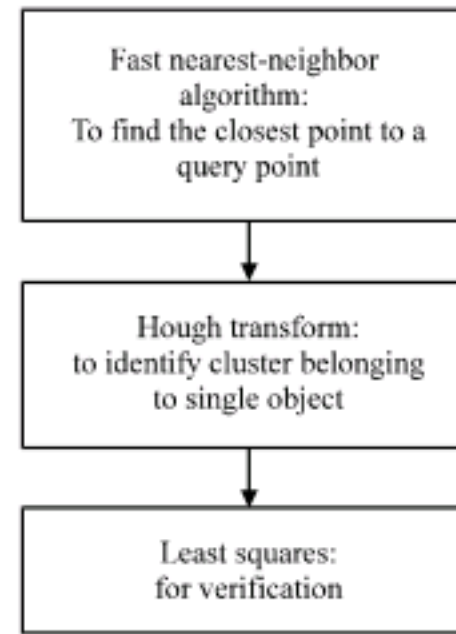 Fast nearest-neighbor
algorithm:
To find the closest point to a
query point
Hough transform:
to identify cluster belonging
to single object
Least squares:
for verification